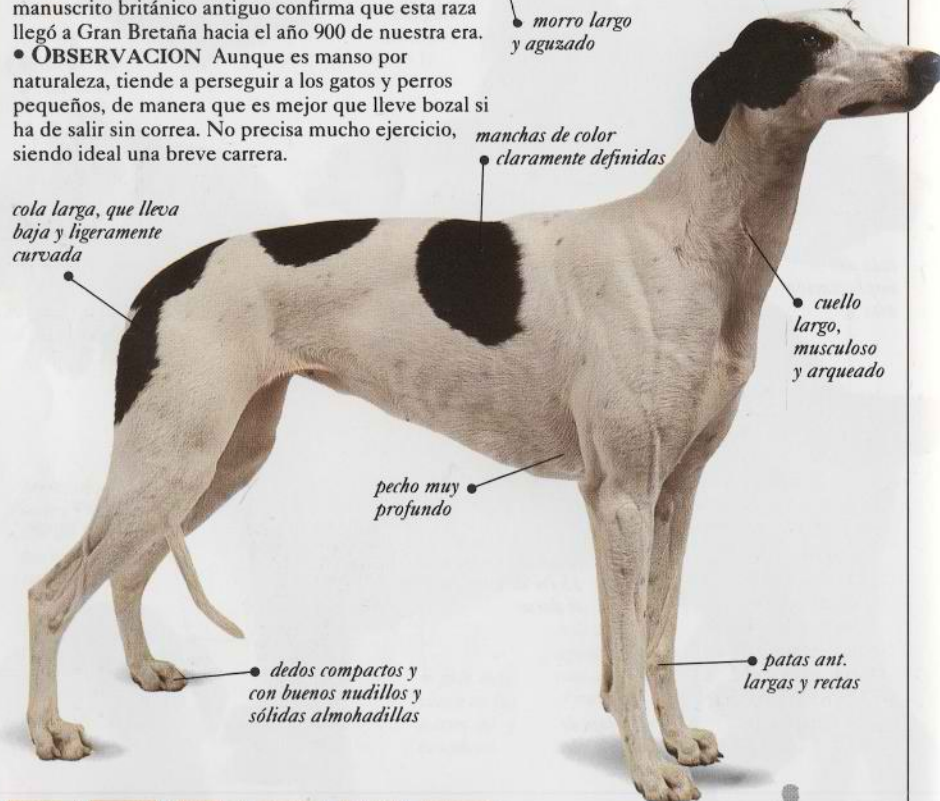 manuscrito británico antiguo confirma que esta raza
llegó a Gran Bretaña hacia el año 900 de nuestra era.
• OBSERVACION Aunque es manso por
naturaleza, tiende a perseguir a los gatos y perros
pequeños, de manera que es mejor que lleve bozal si
ha de salir sin correa. No precisa mucho ejercicio,
siendo ideal una breve carrera.
morro largo
y aguzado
manchas de color
claramente definidas
cola larga, que lleva
baja y ligeramente
curvada
cuello
largo,
musculoso
y arqueado
pecho muy
profundo
dedos compactos y
con buenos nudillos y
sólidas almohadillas
patas ant.
largas y rectas